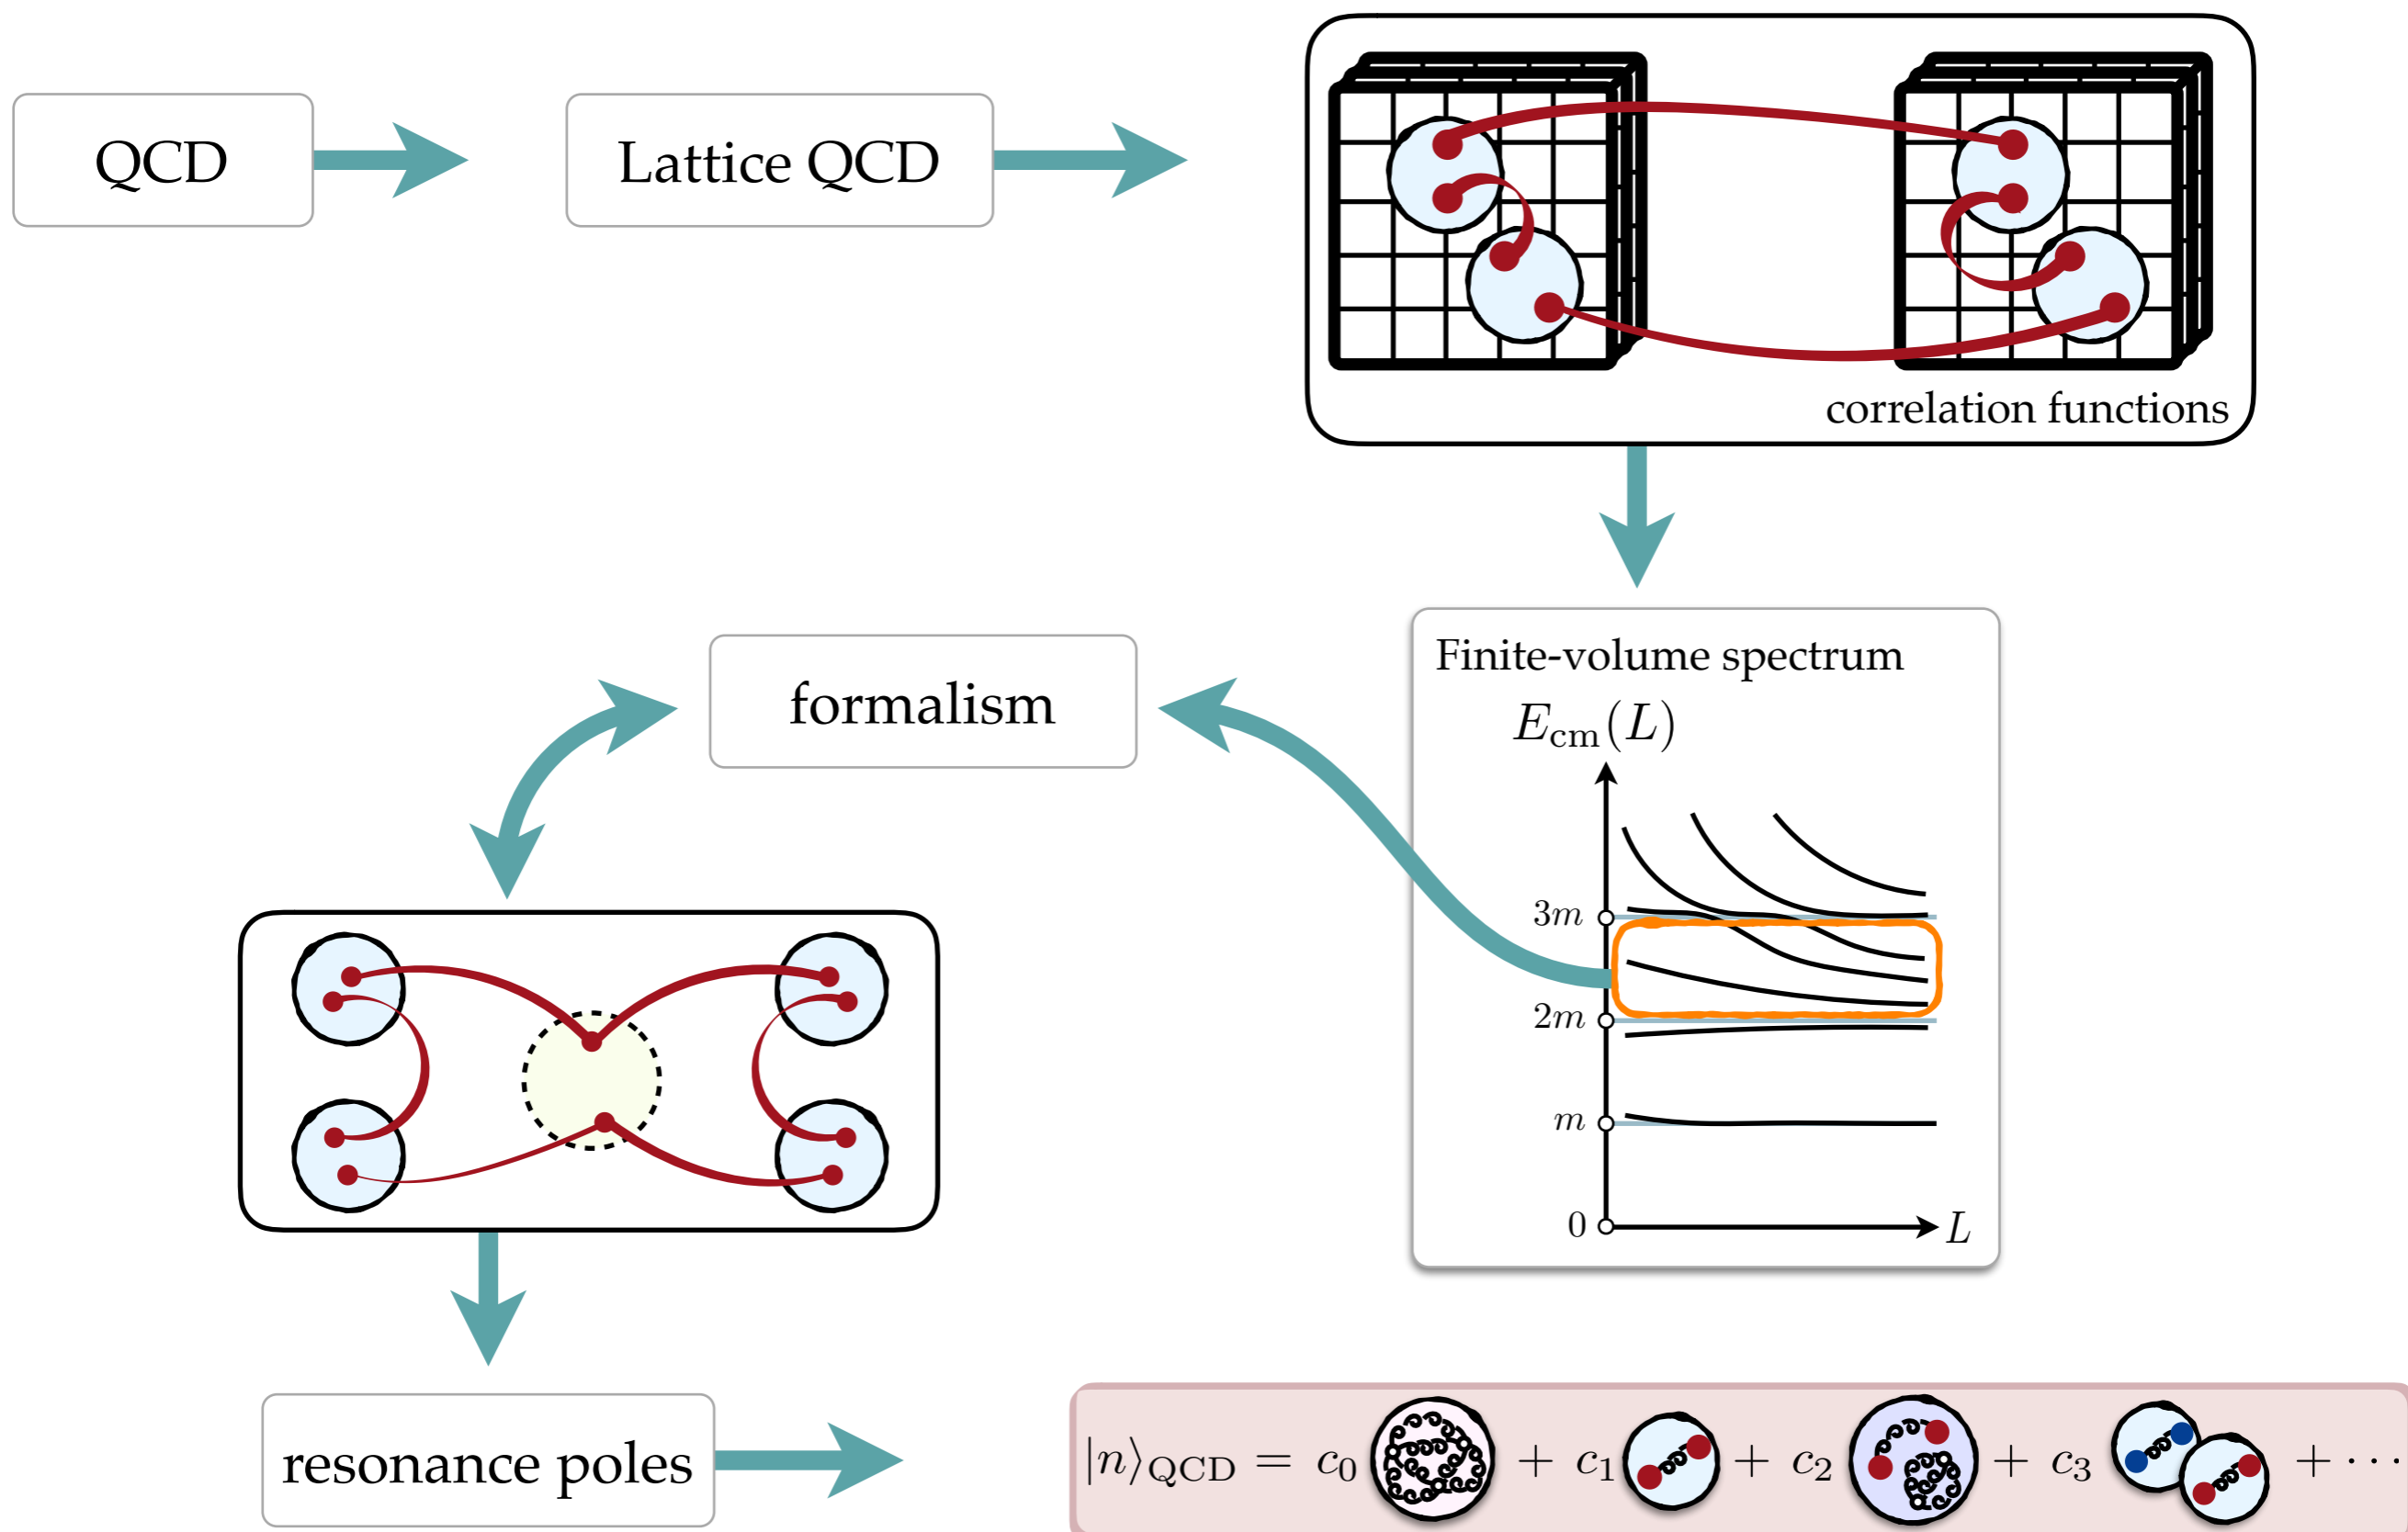 QCD
Lattice QCD
correlation functions
Finite-volume spectrum
E_cm(L)
formalism
3m
2m
m
0
L
resonance poles
|n⟩_QCD = c_0 + c_1 + c_2 + c_3 + ⋯